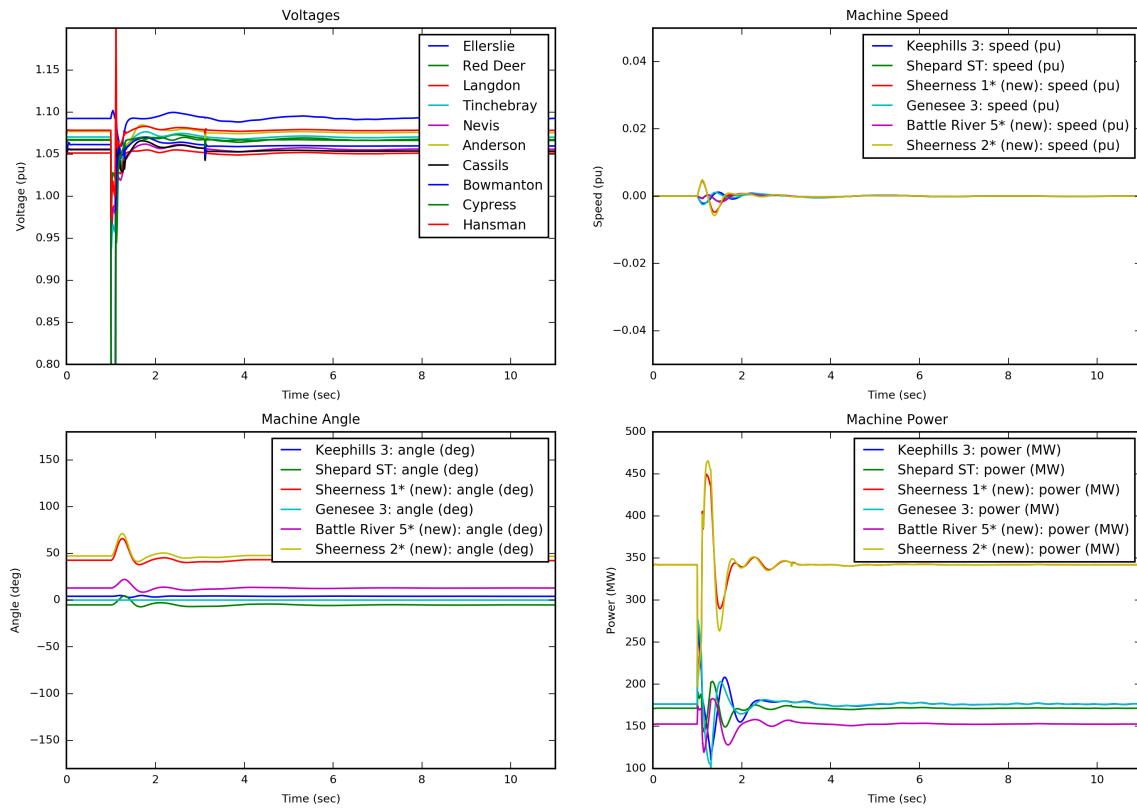 Voltages
1.15
1.10
1.05
1.00
0.95
0.90
0.85
0.80
Voltage (pu)
0
2
4
6
8
10
Time (sec)
Ellerslie
Red Deer
Langdon
Tinchebray
Nevis
Anderson
Cassils
Bowmanton
Cypress
Hansman
Machine Speed
0.04
0.02
0.00
−0.02
−0.04
Speed (pu)
0
2
4
6
8
10
Time (sec)
Keephills 3: speed (pu)
Shepard ST: speed (pu)
Sheerness 1* (new): speed (pu)
Genesee 3: speed (pu)
Battle River 5* (new): speed (pu)
Sheerness 2* (new): speed (pu)
Machine Angle
150
100
50
0
−50
−100
−150
Angle (deg)
0
2
4
6
8
10
Time (sec)
Keephills 3: angle (deg)
Shepard ST: angle (deg)
Sheerness 1* (new): angle (deg)
Genesee 3: angle (deg)
Battle River 5* (new): angle (deg)
Sheerness 2* (new): angle (deg)
Machine Power
500
450
400
350
300
250
200
150
100
Power (MW)
0
2
4
6
8
10
Time (sec)
Keephills 3: power (MW)
Shepard ST: power (MW)
Sheerness 1* (new): power (MW)
Genesee 3: power (MW)
Battle River 5* (new): power (MW)
Sheerness 2* (new): power (MW)